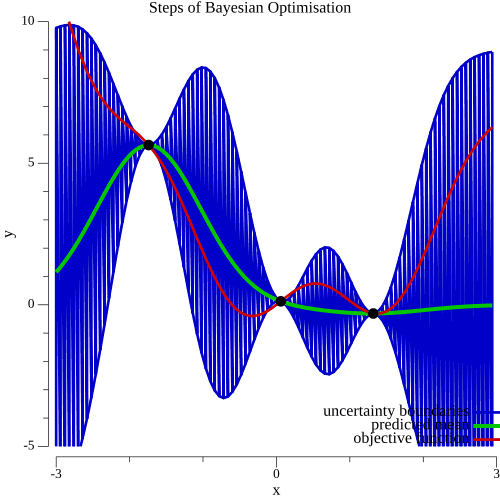 Steps of Bayesian Optimisation
10
5
0
-5
y
-3
0
3
x
uncertainty boundaries
predicted mean
objective function